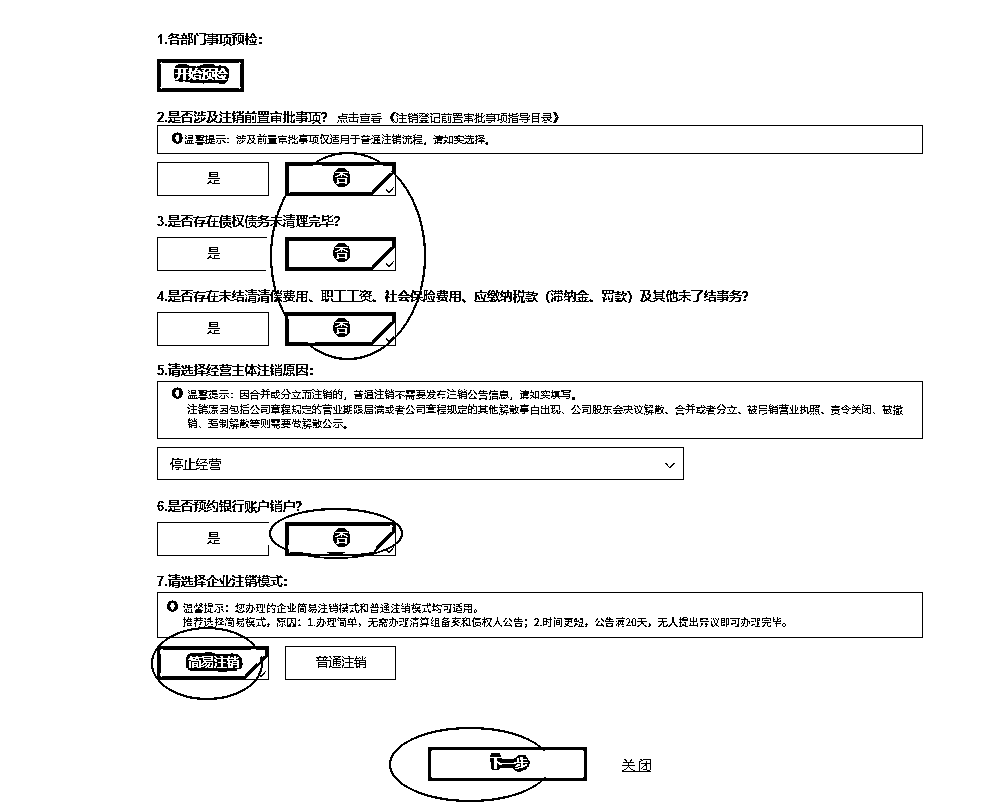 1.各部门事项预检：
开始预检
2.是否涉及注销前置审批事项？ 点击查看《注销登记前置审批事项指导目录》
温馨提示：涉及前置审批事项仅适用于普通注销流程，请如实选择。
是 否
3.是否存在债权债务未清理完毕？
是 否
4.是否存在未结清清偿费用、职工工资、社会保险费用、应缴纳税款（滞纳金、罚款）及其他未了结事务？
是 否
5.请选择经营主体注销原因：
温馨提示：因合并或分立而注销的，普通注销不需要发布注销公告信息，请如实填写。
注销原因包括公司章程规定的营业期限届满或者公司章程规定的其他解散事由出现、公司股东会决议解散、合并或者分立、被吊销营业执照、责令关闭、被撤
销、强制解散等则需要做解散公示。
停止经营
6.是否预约银行账户销户？
是 否
7.请选择企业注销模式：
温馨提示：您办理的企业简易注销模式和普通注销模式均可适用。
推荐选择简易模式，原因：1.办理简单，无需办理清算组备案和债权人公告；2.时间更短，公告满20天，无人提出异议即可办理完毕。
简易注销 普通注销
下一步 关闭